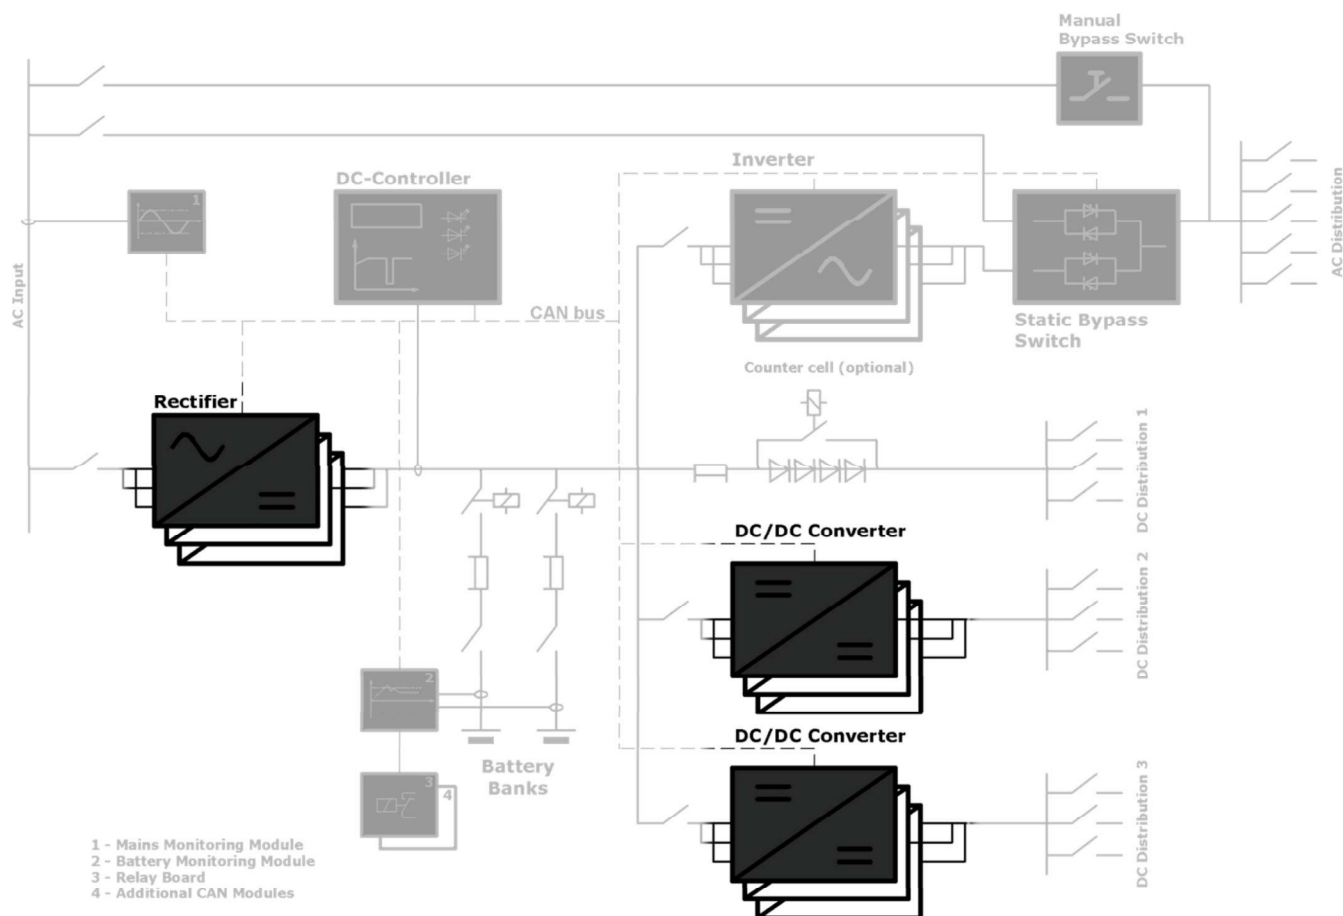 Manual
Bypass Switch
Inverter
DC-Controller
1
AC Input
AC Distribution
CAN bus
Static Bypass
Switch
Counter cell (optional)
Rectifier
DC Distribution 1
DC/DC Converter
DC Distribution 2
2
DC/DC Converter
Battery
Banks
3
4
DC Distribution 3
1 - Mains Monitoring Module
2 - Battery Monitoring Module
3 - Relay Board
4 - Additional CAN Modules